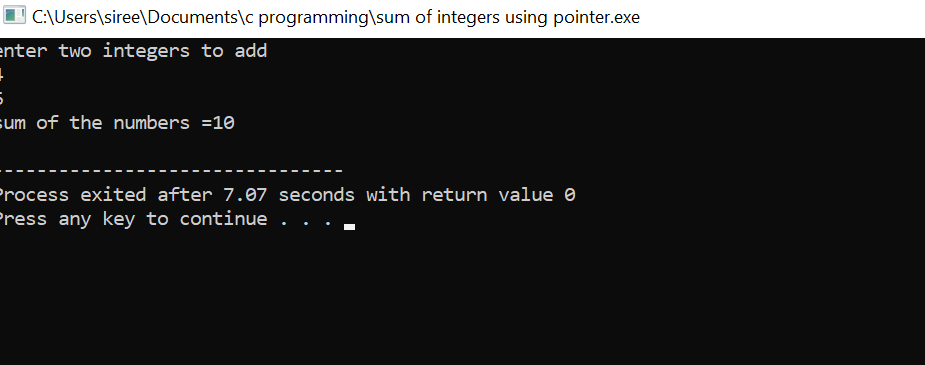 C:\Users\siree\Documents\c programming\sum of integers using pointer.exe
enter two integers to add
4
6
sum of the numbers =10
--------------------------------
Process exited after 7.07 seconds with return value 0
Press any key to continue . . .